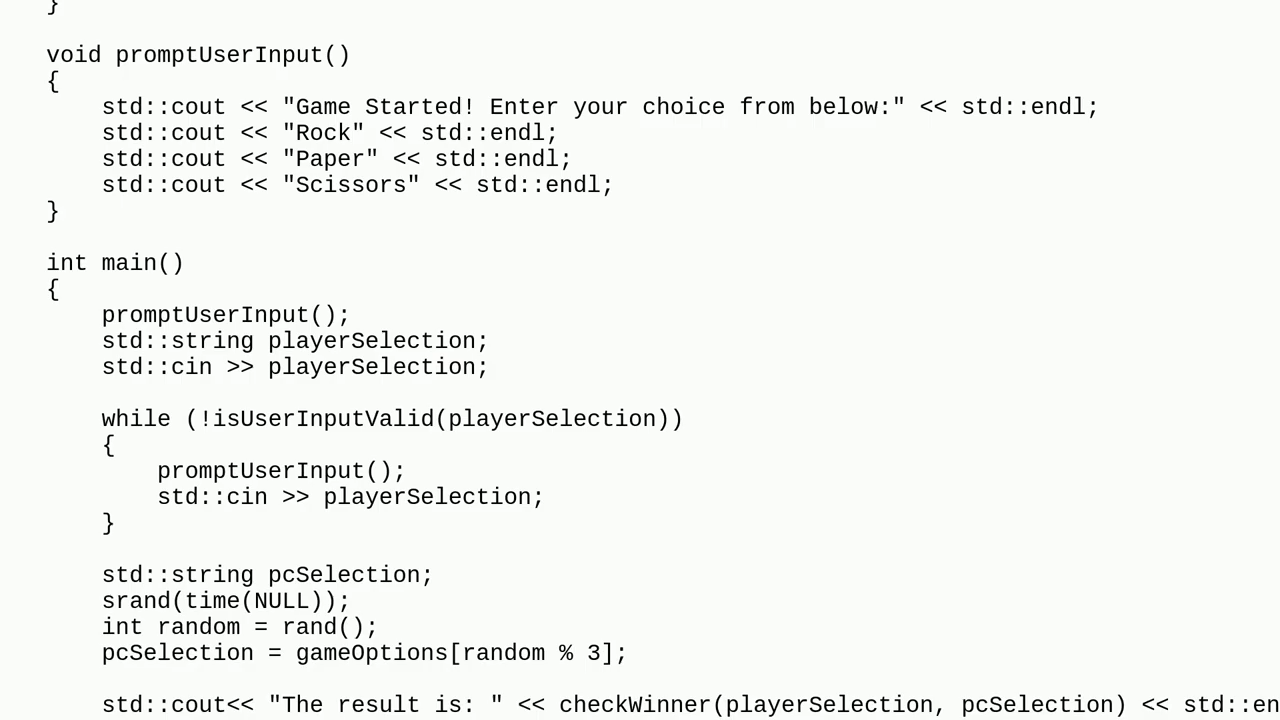 }

void promptUserInput()
{
    std::cout << "Game Started! Enter your choice from below:" << std::endl;
    std::cout << "Rock" << std::endl;
    std::cout << "Paper" << std::endl;
    std::cout << "Scissors" << std::endl;
}

int main()
{
    promptUserInput();
    std::string playerSelection;
    std::cin >> playerSelection;

    while (!isUserInputValid(playerSelection))
    {
        promptUserInput();
        std::cin >> playerSelection;
    }

    std::string pcSelection;
    srand(time(NULL));
    int random = rand();
    pcSelection = gameOptions[random % 3];

    std::cout<< "The result is: " << checkWinner(playerSelection, pcSelection) << std::en